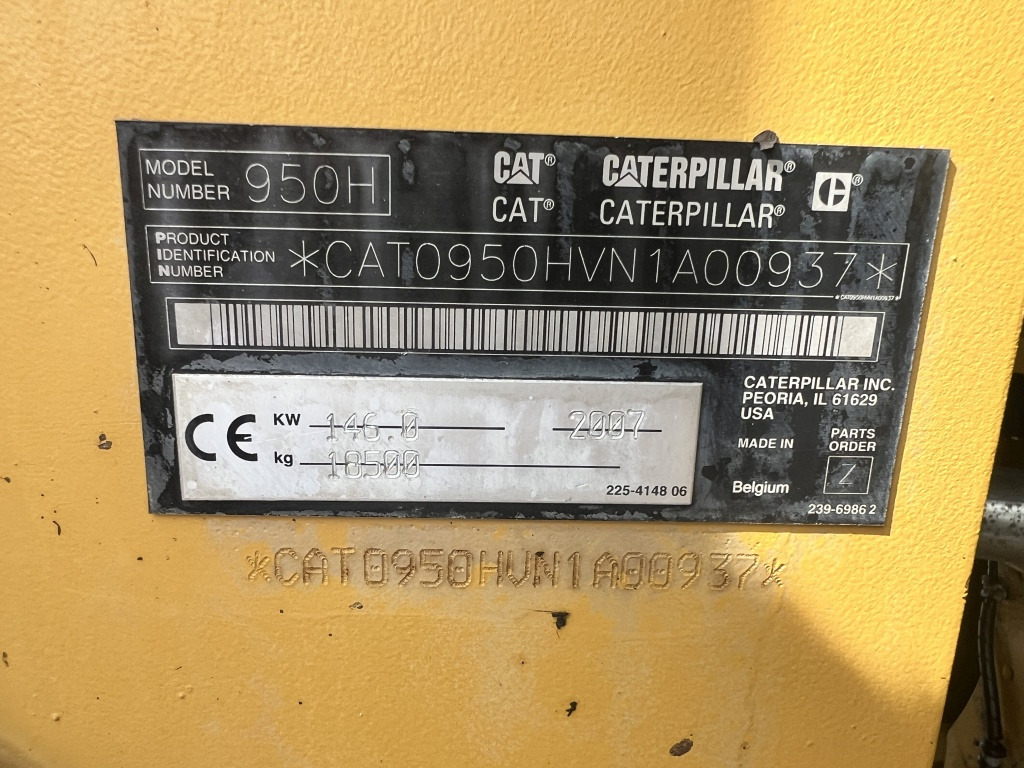 MODEL NUMBER 950H
CAT® CATERPILLAR® C®
CAT® CATERPILLAR®
PRODUCT IDENTIFICATION NUMBER *CAT0950HVN1A00937*
*CAT0950HVN1A00937*
CE KW 146.0 2007
kg 18500
225-4148 06
CATERPILLAR INC.
PEORIA, IL 61629
USA
MADE IN Belgium
PARTS ORDER Z
239-6986 2
*CAT0950HVN1A00937*